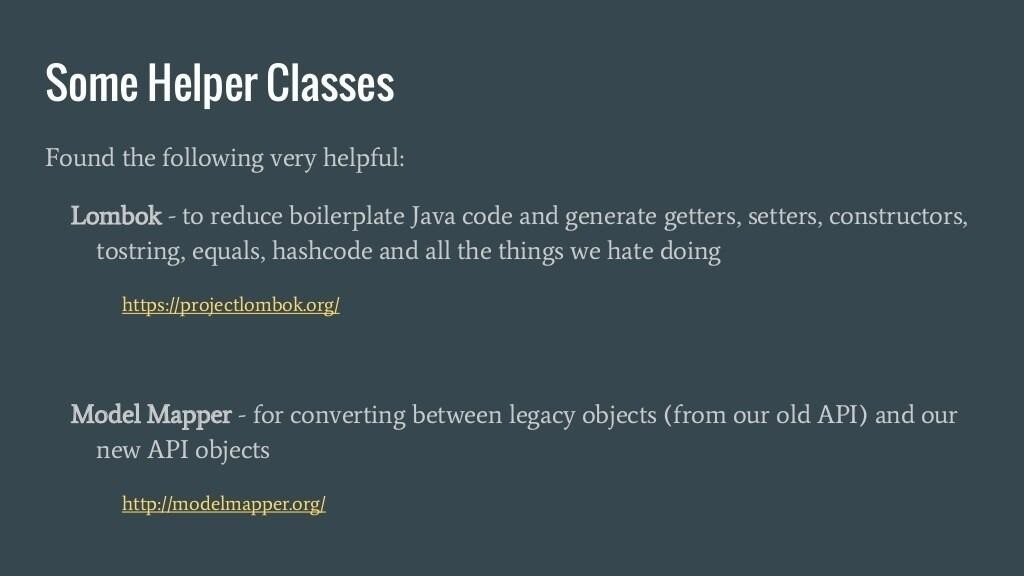 Some Helper Classes
Found the following very helpful:
Lombok - to reduce boilerplate Java code and generate getters, setters, constructors,
tostring, equals, hashcode and all the things we hate doing
https://projectlombok.org/
Model Mapper - for converting between legacy objects (from our old API) and our
new API objects
http://modelmapper.org/